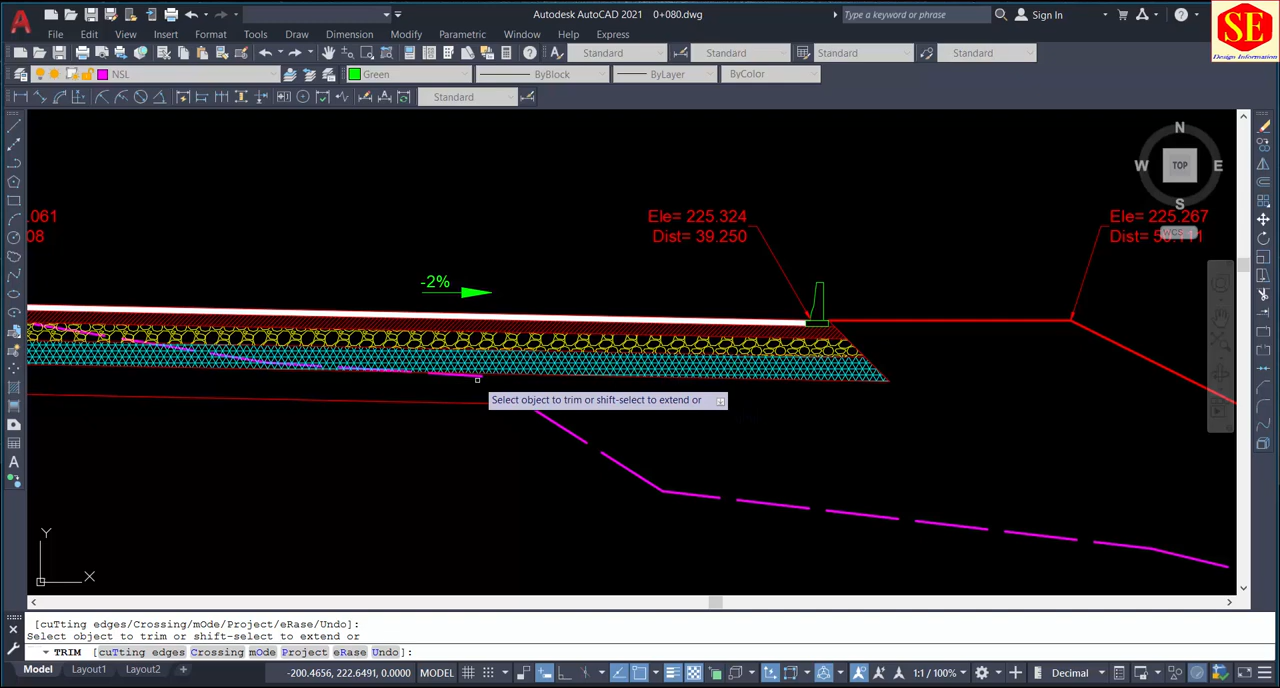 Autodesk AutoCAD 2021 0+080.dwg
Type a keyword or phrase
Sign In
SE
Design Information
File Edit View Insert Format Tools Draw Dimension Modify Parametric Window Help Express
Standard Standard Standard Standard
NSL Green ByBlock ByLayer ByColor
Standard
N
W TOP E
S
WCS
.061
08
Ele= 225.324
Dist= 39.250
Ele= 225.267
-2%
Select object to trim or shift-select to extend or
Y
X
[cuTting edges/Crossing/mOde/Project/eRase/Undo]:
Select object to trim or shift-select to extend or
TRIM [cuTting edges Crossing mOde Project eRase Undo]:
Model Layout1 Layout2 +
-200.4656, 222.6491, 0.0000 MODEL 1:1 / 100% Decimal